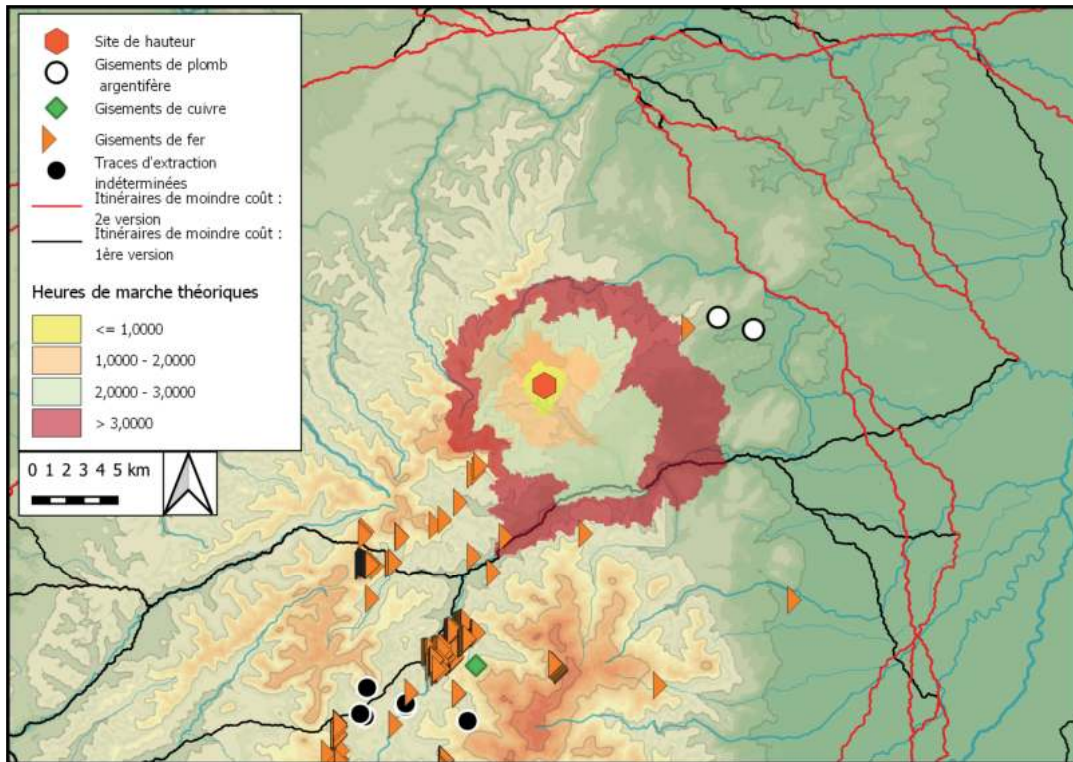 Site de hauteur
Gisements de plomb
argentifère
Gisements de cuivre
Gisements de fer
Traces d'extraction
indéterminées
Itinéraires de moindre coût :
2e version
Itinéraires de moindre coût :
1ère version
Heures de marche théoriques
<= 1,0000
1,0000 - 2,0000
2,0000 - 3,0000
> 3,0000
0 1 2 3 4 5 km